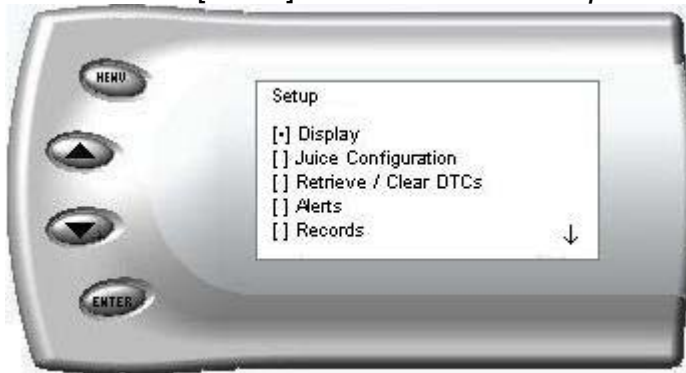 MENU
Setup
[·] Display
[ ] Juice Configuration
[ ] Retrieve / Clear DTCs
[ ] Alerts
[ ] Records
ENTER